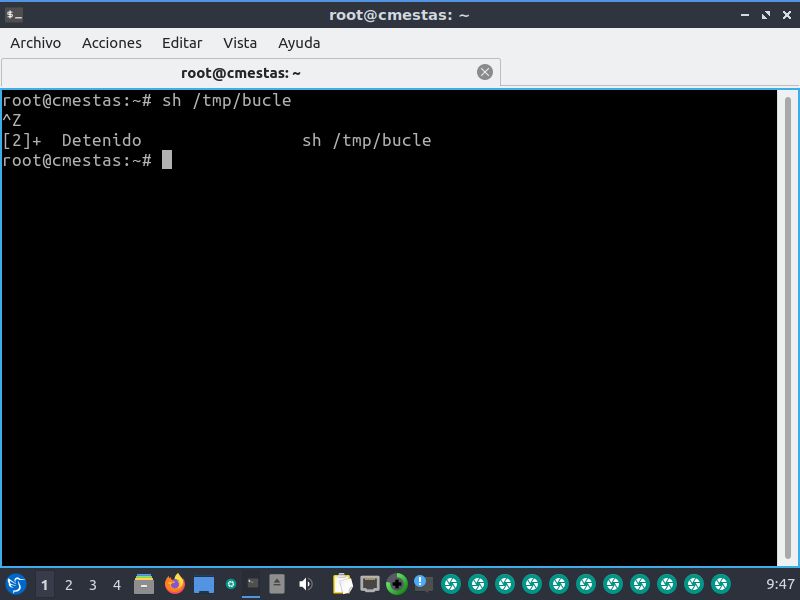 root@cmestas: ~
Archivo Acciones Editar Vista Ayuda
root@cmestas: ~
root@cmestas:~# sh /tmp/bucle
^Z
[2]+  Detenido                sh /tmp/bucle
root@cmestas:~#
1 2 3 4 9:47